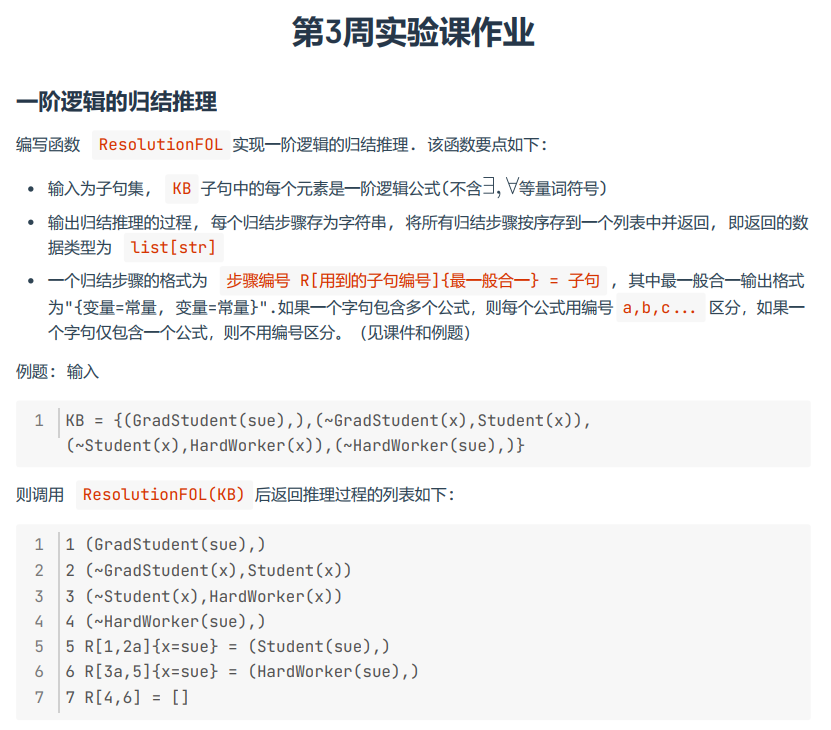 第3周实验课作业
一阶逻辑的归结推理
编写函数 ResolutionFOL 实现一阶逻辑的归结推理. 该函数要点如下:
• 输入为子句集, KB 子句中的每个元素是一阶逻辑公式(不含∃, ∀等量词符号)
• 输出归结推理的过程, 每个归结步骤存为字符串, 将所有归结步骤按序存到一个列表中并返回, 即返回的数
据类型为 list[str]
• 一个归结步骤的格式为 步骤编号 R[用到的子句编号]{最一般合一} = 子句 , 其中最一般合一输出格式
为"{变量=常量, 变量=常量}".如果一个字句包含多个公式, 则每个公式用编号 a,b,c... 区分, 如果一
个字句仅包含一个公式, 则不用编号区分. (见课件和例题)
例题: 输入
1 KB = {(GradStudent(sue),),(~GradStudent(x),Student(x)),
(~Student(x),HardWorker(x)),(~HardWorker(sue),)}
则调用 ResolutionFOL(KB) 后返回推理过程的列表如下:
1 1 (GradStudent(sue),)
2 2 (~GradStudent(x),Student(x))
3 3 (~Student(x),HardWorker(x))
4 4 (~HardWorker(sue),)
5 5 R[1,2a]{x=sue} = (Student(sue),)
6 6 R[3a,5]{x=sue} = (HardWorker(sue),)
7 7 R[4,6] = []